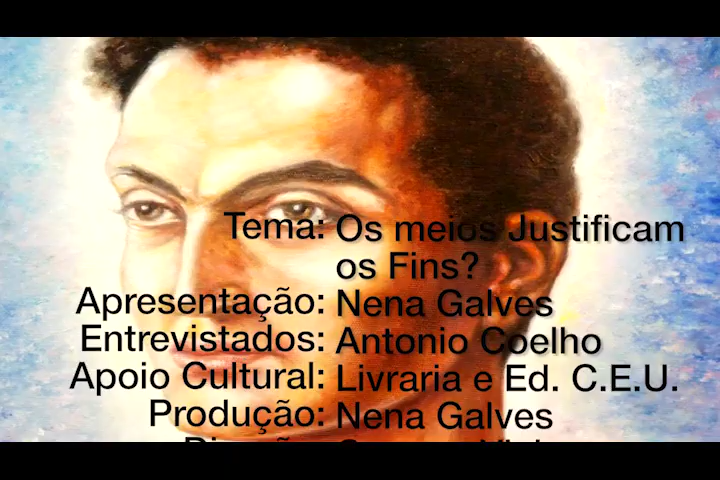 Tema: Os meios Justificam
os Fins?
Apresentação: Nena Galves
Entrevistados: Antonio Coelho
Apoio Cultural: Livraria e Ed. C.E.U.
Produção: Nena Galves